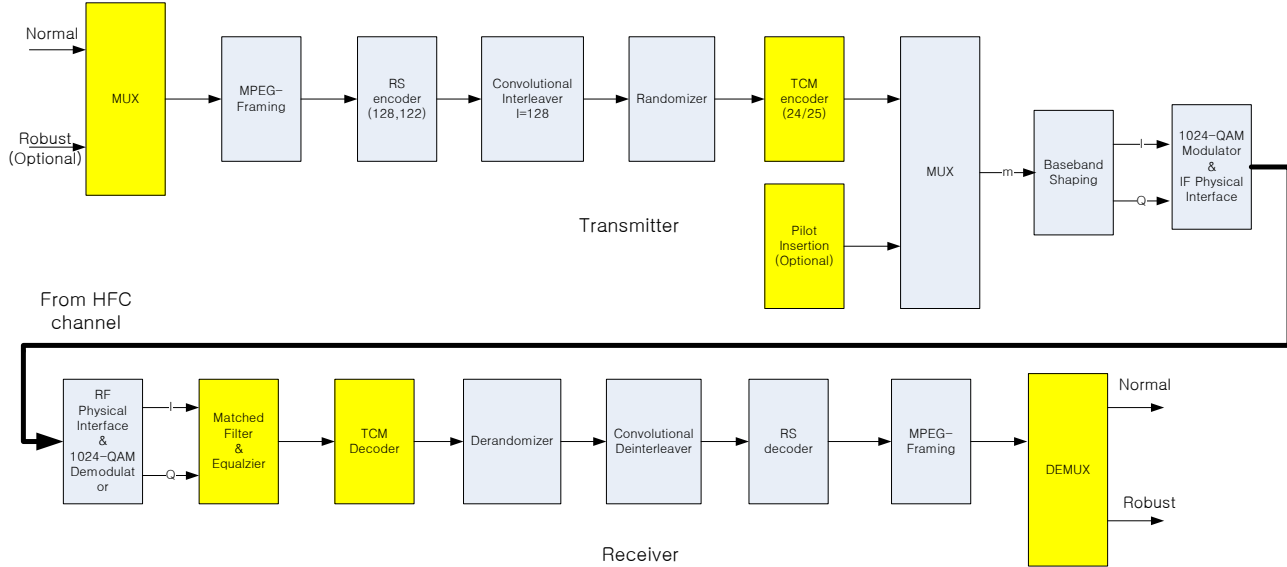 Normal
Robust
(Optional)
MUX
MPEG-
Framing
RS
encoder
(128,122)
Convolutional
Interleaver
I=128
Randomizer
TCM
encoder
(24/25)
Pilot
Insertion
(Optional)
MUX
m
Baseband
Shaping
I
Q
1024-QAM
Modulator
&
IF Physical
Interface
Transmitter
From HFC
channel
RF
Physical
Interface
&
1024-QAM
Demodulat
or
I
Q
Matched
Filter
&
Equalzier
TCM
Decoder
Derandomizer
Convolutional
Deinterleaver
RS
decoder
MPEG-
Framing
DEMUX
Normal
Robust
Receiver